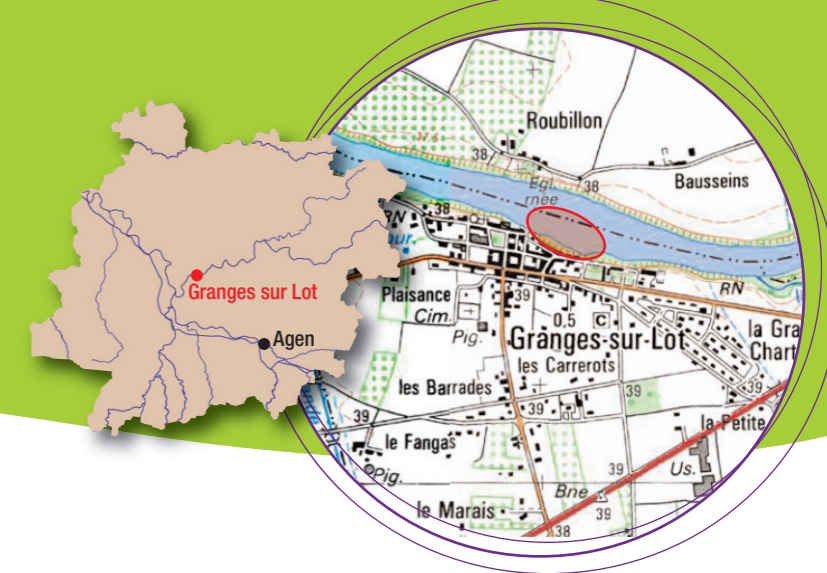 Granges sur Lot
Agen
Roubillon
Bausseins
38
38
Egl.
rnée
38
RN
RN
Plaisance
Cim.
Pig.
39
0,5
C
Granges-sur-Lot
la Gra
Chart
les Carrerots
les Barrades
39
39
39
39
la Petite
le Fangas
Pig.
Us.
39
Bne
39
le Marais
38